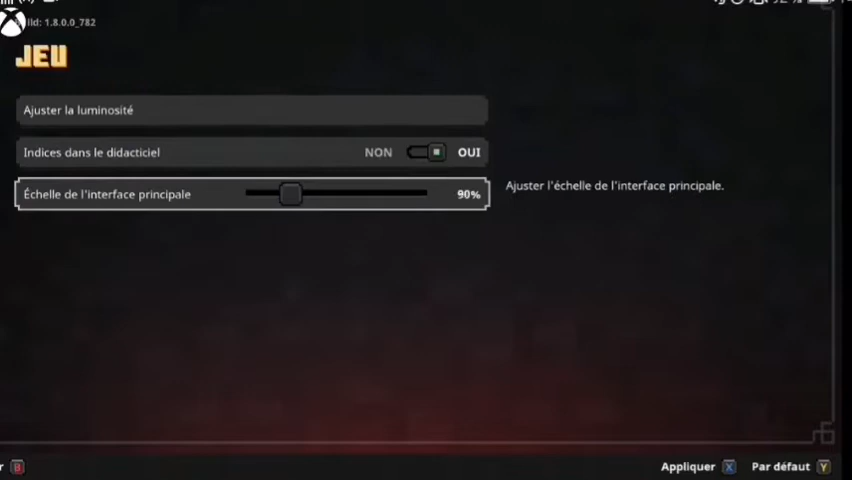 ld: 1.8.0.0_782
JEU
Ajuster la luminosité
Indices dans le didacticiel NON OUI
Échelle de l'interface principale 90%
Ajuster l'échelle de l'interface principale.
r B
Appliquer X Par défaut Y